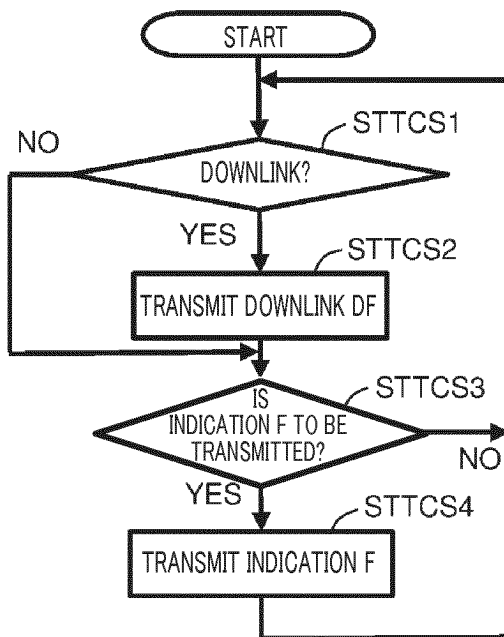 START
STTCS1
NO
DOWNLINK?
YES
STTCS2
TRANSMIT DOWNLINK DF
STTCS3
IS
INDICATION F TO BE
TRANSMITTED?
NO
YES
STTCS4
TRANSMIT INDICATION F